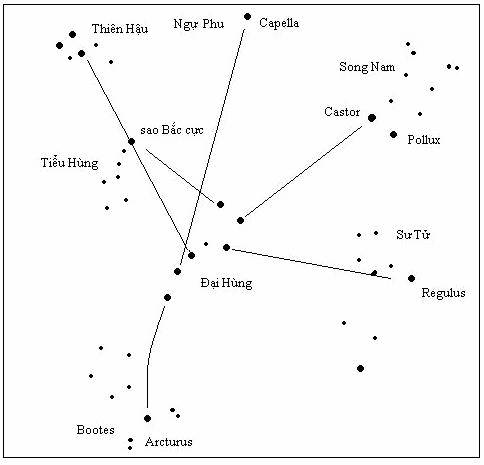 Thiên Hậu
Ngự Phu
Capella
Song Nam
Castor
sao Bắc cực
Pollux
Tiểu Hùng
Sư Tử
Đại Hùng
Regulus
Bootes
Arcturus